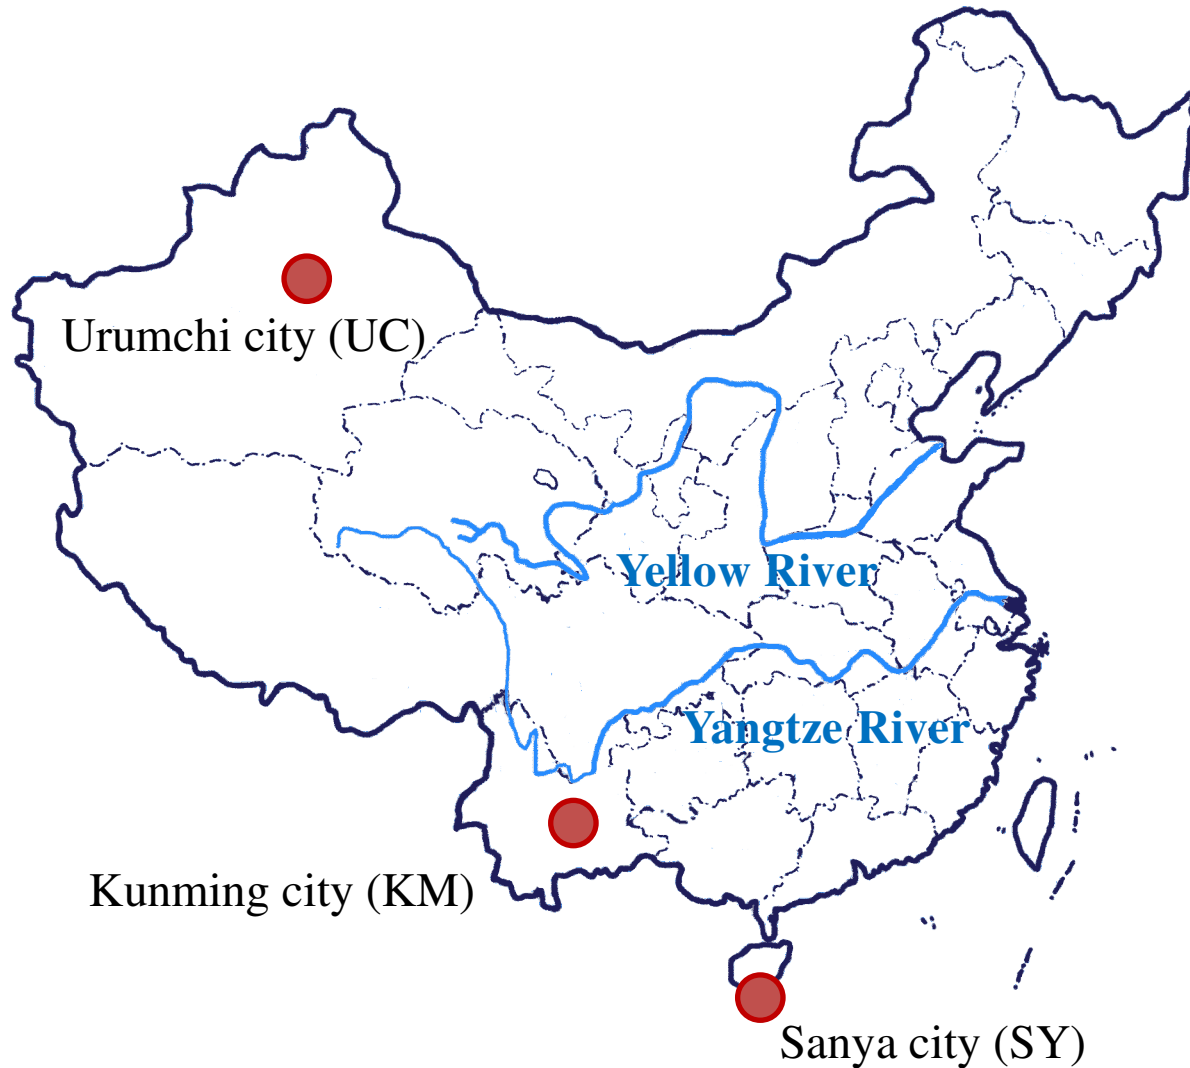 Urumchi city (UC)
Yellow River
Yangtze River
Kunming city (KM)
Sanya city (SY)